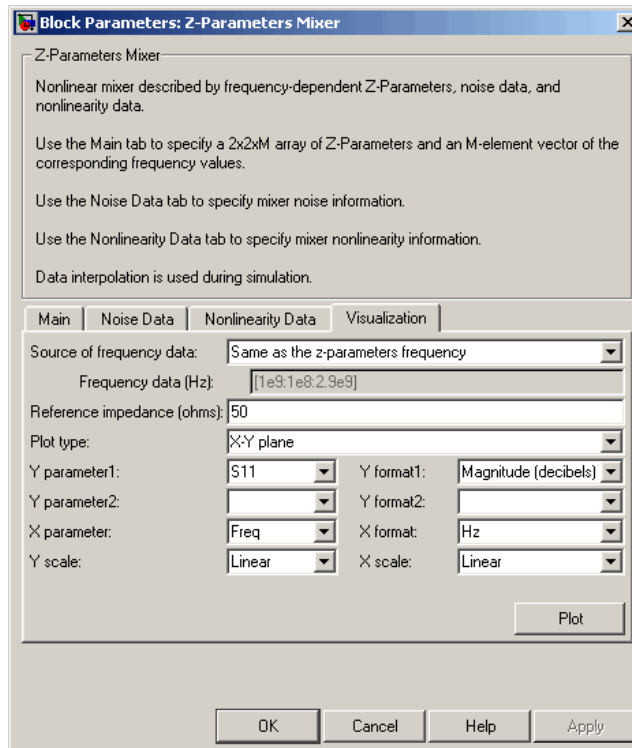 Block Parameters: Z-Parameters Mixer
Z-Parameters Mixer
Nonlinear mixer described by frequency-dependent Z-Parameters, noise data, and
nonlinearity data.
Use the Main tab to specify a 2x2xM array of Z-Parameters and an M-element vector of the
corresponding frequency values.
Use the Noise Data tab to specify mixer noise information.
Use the Nonlinearity Data tab to specify mixer nonlinearity information.
Data interpolation is used during simulation.
Main Noise Data Nonlinearity Data Visualization
Source of frequency data: Same as the z-parameters frequency
Frequency data (Hz): [1e9:1e8:2.9e9]
Reference impedance (ohms): 50
Plot type: X-Y plane
Y parameter1: S11 Y format1: Magnitude (decibels)
Y parameter2: Y format2:
X parameter: Freq X format: Hz
Y scale: Linear X scale: Linear
Plot
OK Cancel Help Apply